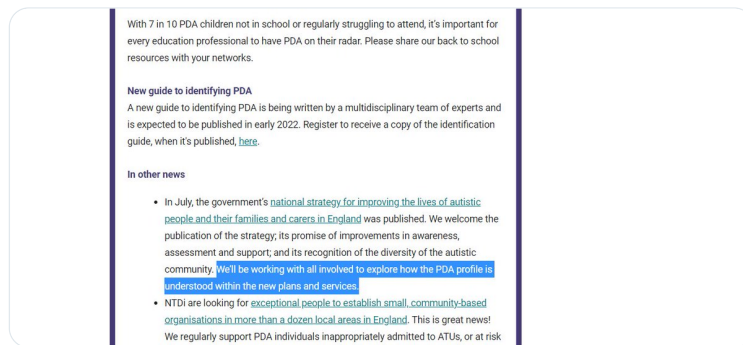 With 7 in 10 PDA children not in school or regularly struggling to attend, it's important for
every education professional to have PDA on their radar. Please share our back to school
resources with your networks.
New guide to identifying PDA
A new guide to identifying PDA is being written by a multidisciplinary team of experts and
is expected to be published in early 2022. Register to receive a copy of the identification
guide, when it's published, here.
In other news
• In July, the government's national strategy for improving the lives of autistic
people and their families and carers in England was published. We welcome the
publication of the strategy; its promise of improvements in awareness,
assessment and support; and its recognition of the diversity of the autistic
community. We'll be working with all involved to explore how the PDA profile is
understood within the new plans and services.
• NTDi are looking for exceptional people to establish small, community-based
organisations in more than a dozen local areas in England. This is great news!
We regularly support PDA individuals inappropriately admitted to ATUs, or at risk